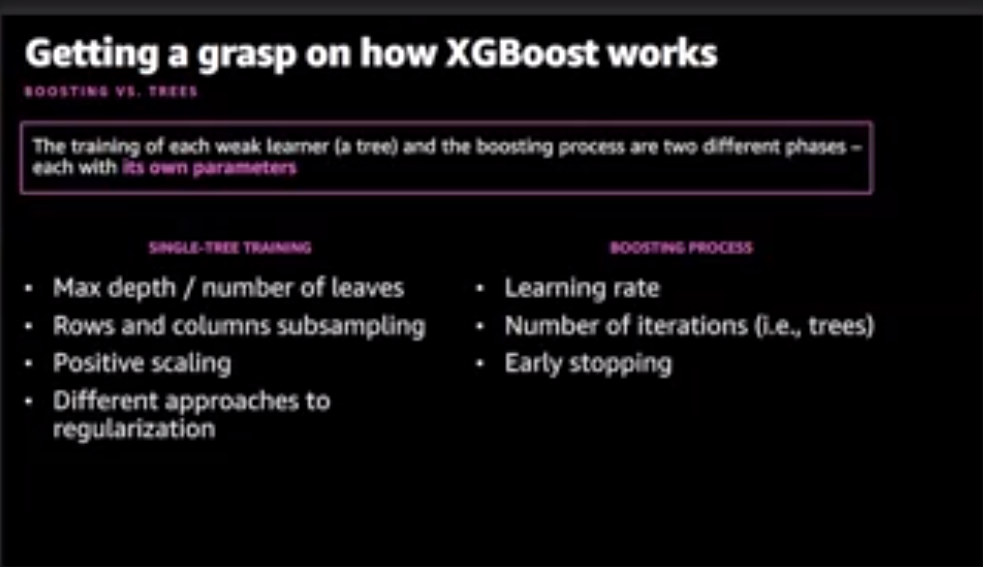 Getting a grasp on how XGBoost works
BOOSTING VS. TREES
The training of each weak learner (a tree) and the boosting process are two different phases –
each with its own parameters
SINGLE-TREE TRAINING
• Max depth / number of leaves
• Rows and columns subsampling
• Positive scaling
• Different approaches to
regularization
BOOSTING PROCESS
• Learning rate
• Number of iterations (i.e., trees)
• Early stopping